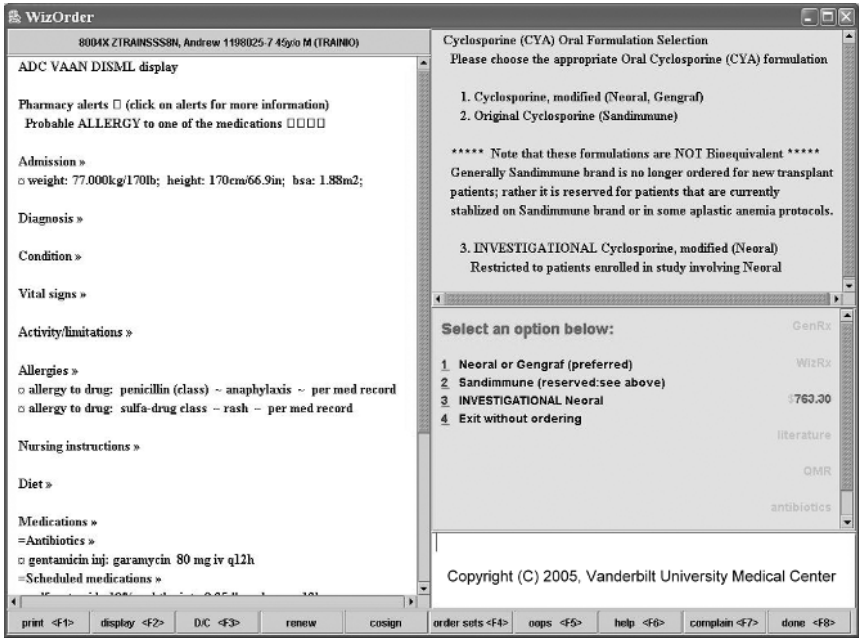 WizOrder
8004X ZTRAINSSS8N, Andrew 1198025-7 45y/o M (TRAINIO)
ADC VAAN DISML display
Pharmacy alerts (click on alerts for more information)
Probable ALLERGY to one of the medications
Admission »
weight: 77.000kg/170lb; height: 170cm/66.9in; bsa: 1.88m2;
Diagnosis »
Condition »
Vital signs »
Activity/limitations »
Allergies »
allergy to drug: penicillin (class) ~ anaphylaxis ~ per med record
allergy to drug: sulfa-drug class ~ rash ~ per med record
Nursing instructions »
Diet »
Medications »
=Antibiotics »
gentamicin inj: garamycin 80 mg iv q12h
=Scheduled medications »
Cyclosporine (CYA) Oral Formulation Selection
Please choose the appropriate Oral Cyclosporine (CYA) formulation
1. Cyclosporine, modified (Neoral, Gengraf)
2. Original Cyclosporine (Sandimmune)
***** Note that these formulations are NOT Bioequivalent *****
Generally Sandimmune brand is no longer ordered for new transplant
patients; rather it is reserved for patients that are currently
stablized on Sandimmune brand or in some aplastic anemia protocols.
3. INVESTIGATIONAL Cyclosporine, modified (Neoral)
Restricted to patients enrolled in study involving Neoral
Select an option below:
1 Neoral or Gengraf (preferred)
2 Sandimmune (reserved:see above)
3 INVESTIGATIONAL Neoral
4 Exit without ordering
GenRx
WizRx
$763.30
literature
QMR
antibiotics
Copyright (C) 2005, Vanderbilt University Medical Center
print <F1> display <F2> D/C <F3> renew cosign order sets <F4> oops <F5> help <F6> complain <F7> done <F8>